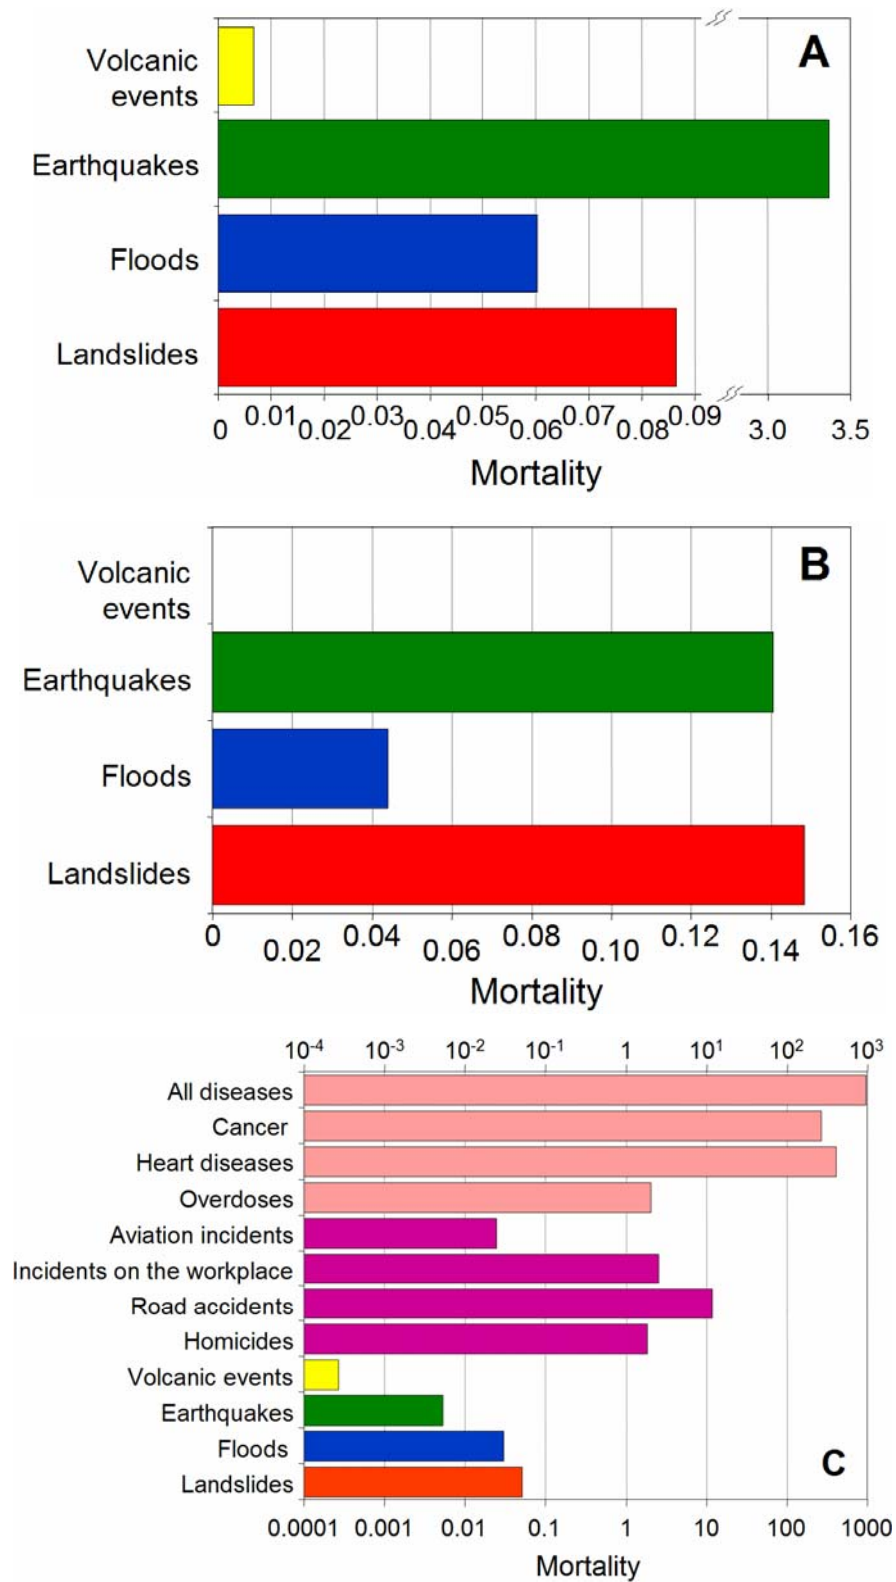 A
Volcanic
events
Earthquakes
Floods
Landslides
0 0.01 0.02 0.03 0.04 0.05 0.06 0.07 0.08 0.09 3.0 3.5
Mortality
B
Volcanic
events
Earthquakes
Floods
Landslides
0 0.02 0.04 0.06 0.08 0.10 0.12 0.14 0.16
Mortality
10⁻⁴ 10⁻³ 10⁻² 10⁻¹ 1 10¹ 10² 10³
All diseases
Cancer
Heart diseases
Overdoses
Aviation incidents
Incidents on the workplace
Road accidents
Homicides
Volcanic events
Earthquakes
Floods
Landslides
C
0.0001 0.001 0.01 0.1 1 10 100 1000
Mortality